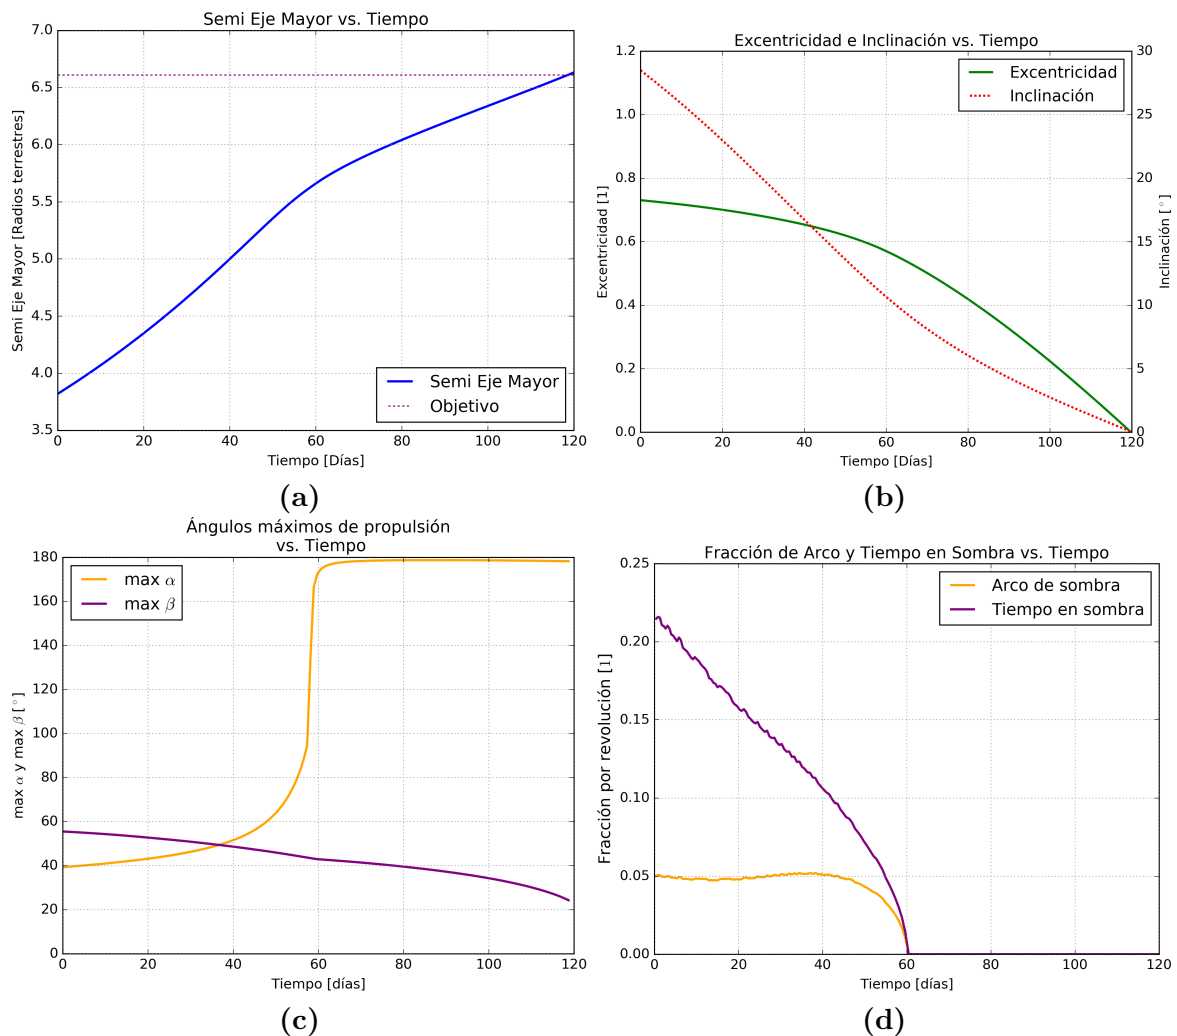 Semi Eje Mayor vs. Tiempo
7.0
6.5
6.0
5.5
5.0
4.5
4.0
3.5
Semi Eje Mayor [Radios terrestres]
Semi Eje Mayor
Objetivo
0 20 40 60 80 100 120
Tiempo [Días]
(a)
Excentricidad e Inclinación vs. Tiempo
1.2
1.0
0.8
0.6
0.4
0.2
0.0
Excentricidad [1]
Excentricidad
Inclinación
30
25
20
15
10
5
0
Inclinación [°]
0 20 40 60 80 100 120
Tiempo [Días]
(b)
Ángulos máximos de propulsión
vs. Tiempo
180
160
140
120
100
80
60
40
20
0
max α y max β [°]
max α
max β
0 20 40 60 80 100 120
Tiempo [días]
(c)
Fracción de Arco y Tiempo en Sombra vs. Tiempo
0.25
0.20
0.15
0.10
0.05
0.00
Fracción por revolución [1]
Arco de sombra
Tiempo en sombra
0 20 40 60 80 100 120
Tiempo [días]
(d)